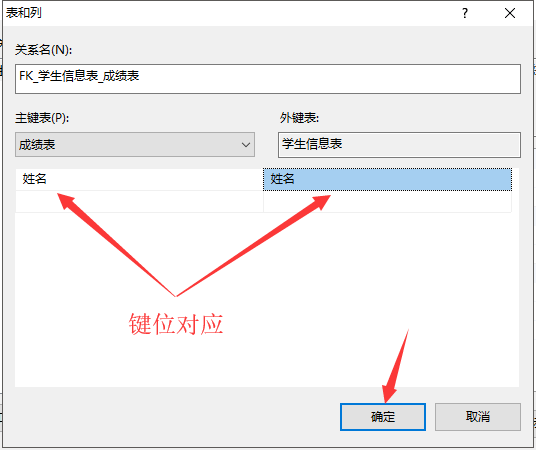 表和列
?
关系名(N):
FK_学生信息表_成绩表
主键表(P):
外键表:
成绩表
学生信息表
姓名
姓名
键位对应
确定
取消